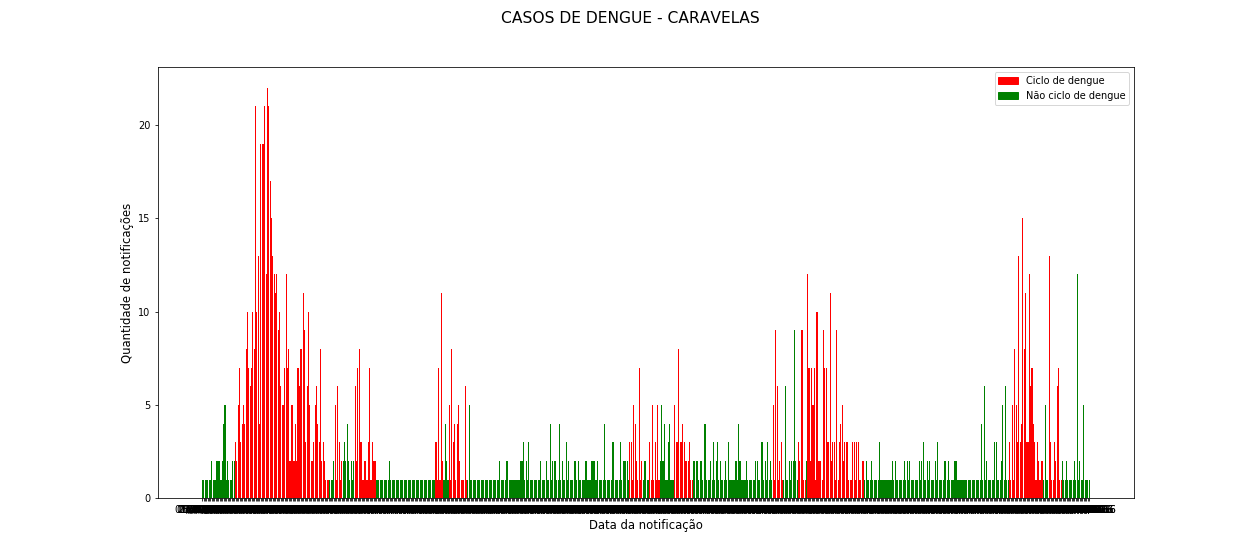 CASOS DE DENGUE - CARAVELAS
Ciclo de dengue
Não ciclo de dengue
Quantidade de notificações
20
15
10
5
0
Data da notificação